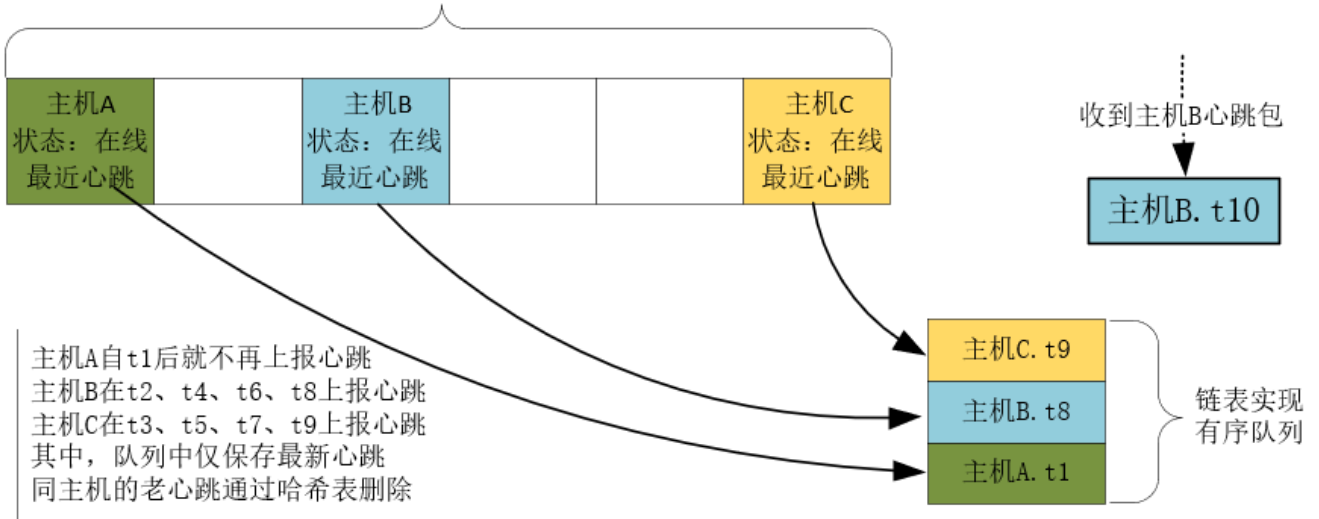 主机A
状态：在线
最近心跳
主机B
状态：在线
最近心跳
主机C
状态：在线
最近心跳
收到主机B心跳包
主机B.t10
主机A自t1后就不再上报心跳
主机B在t2、t4、t6、t8上报心跳
主机C在t3、t5、t7、t9上报心跳
其中，队列中仅保存最新心跳
同主机的老心跳通过哈希表删除
主机C.t9
主机B.t8
主机A.t1
链表实现
有序队列